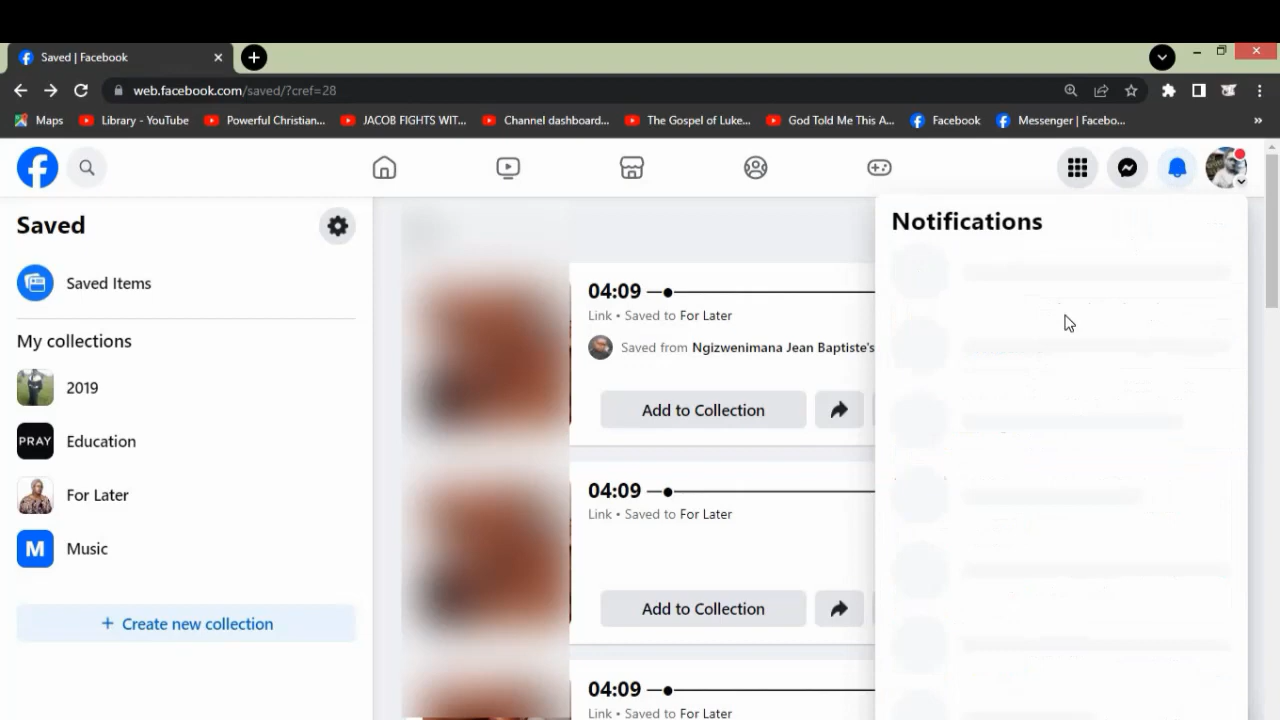 Saved | Facebook
web.facebook.com/saved/?cref=28
Maps
Library - YouTube
Powerful Christian...
JACOB FIGHTS WIT...
Channel dashboard...
The Gospel of Luke...
God Told Me This A...
Facebook
Messenger | Facebo...
Saved
Saved Items
My collections
2019
PRAY
Education
For Later
M
Music
+ Create new collection
04:09
Link • Saved to For Later
Saved from Ngizwenimana Jean Baptiste's
Add to Collection
04:09
Link • Saved to For Later
Add to Collection
04:09
Link • Saved to For Later
Notifications